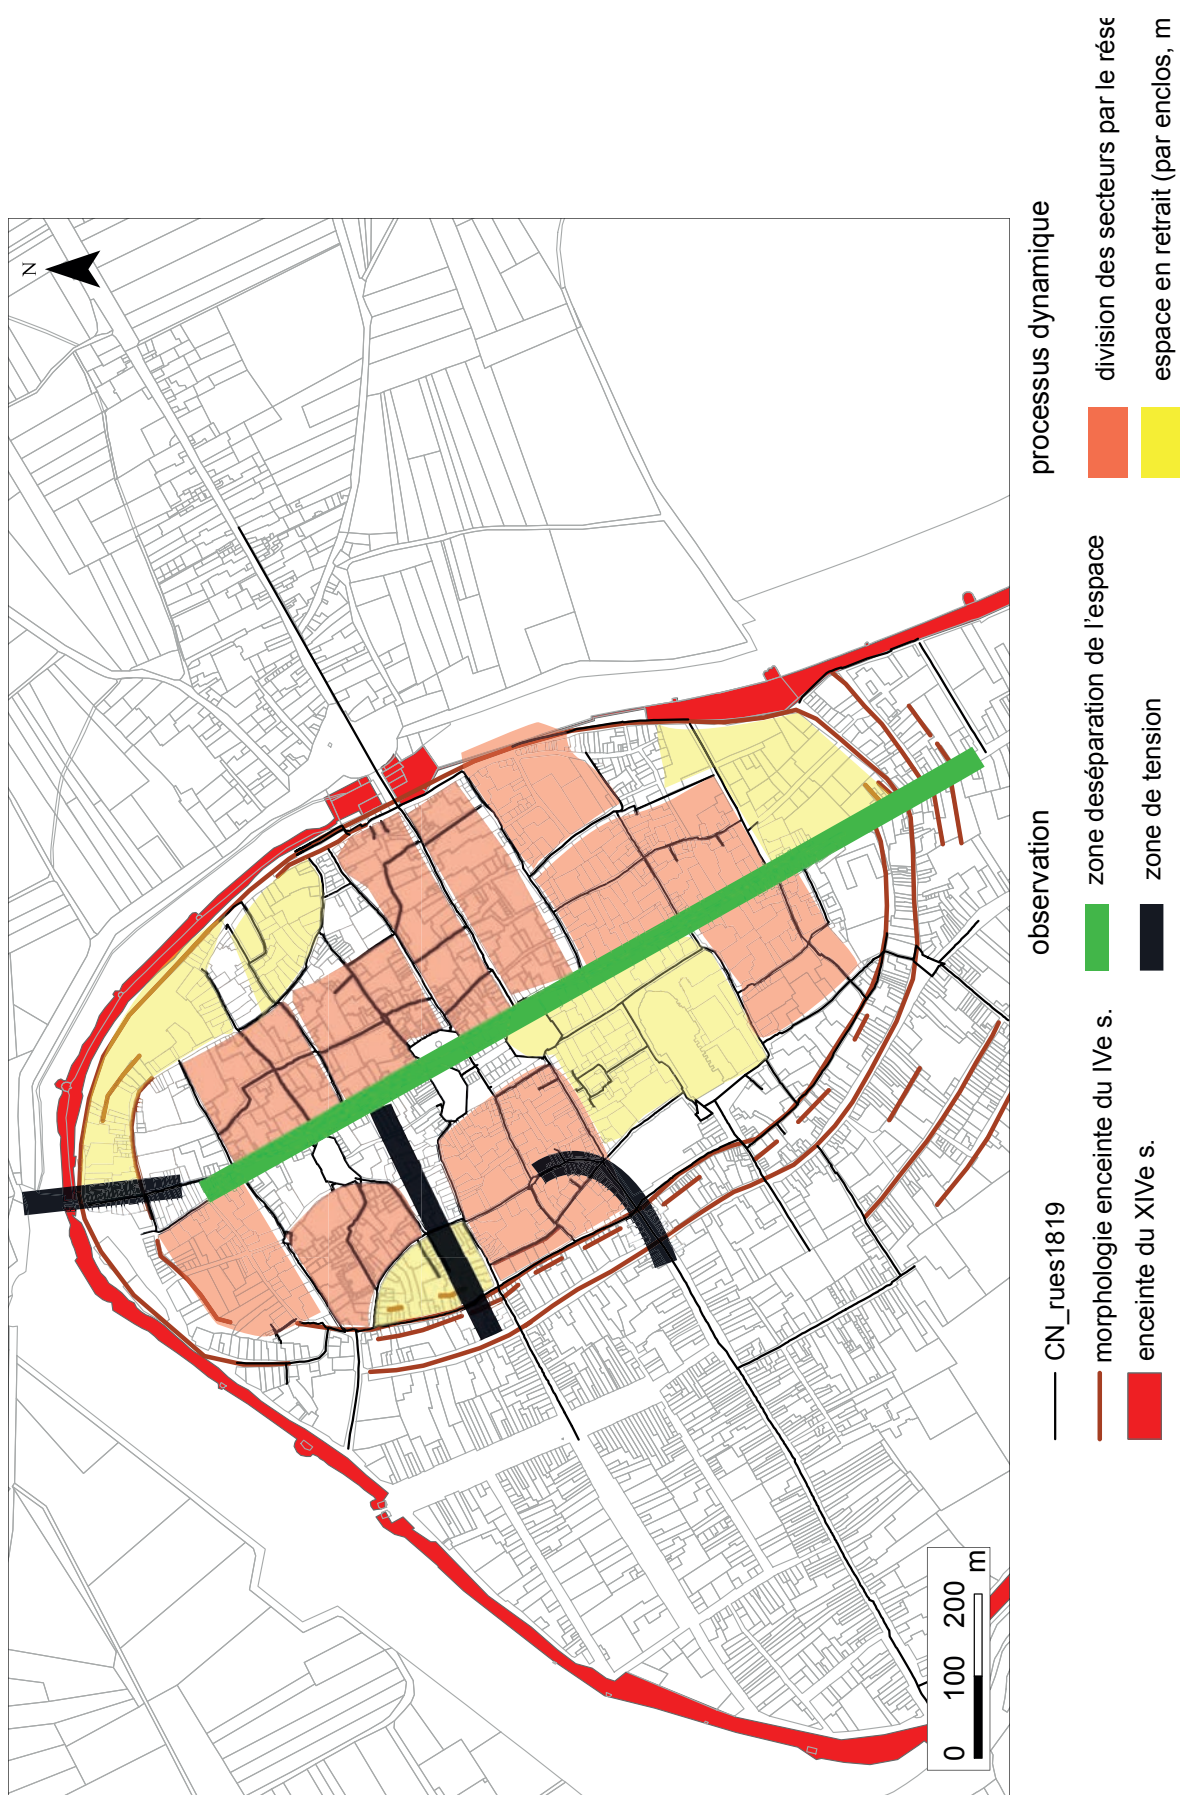 N
0 100 200 m
CN_rues1819
morphologie enceinte du IVe s.
enceinte du XIVe s.
observation
zone deséparation de l'espace
zone de tension
processus dynamique
division des secteurs par le rése
espace en retrait (par enclos, m